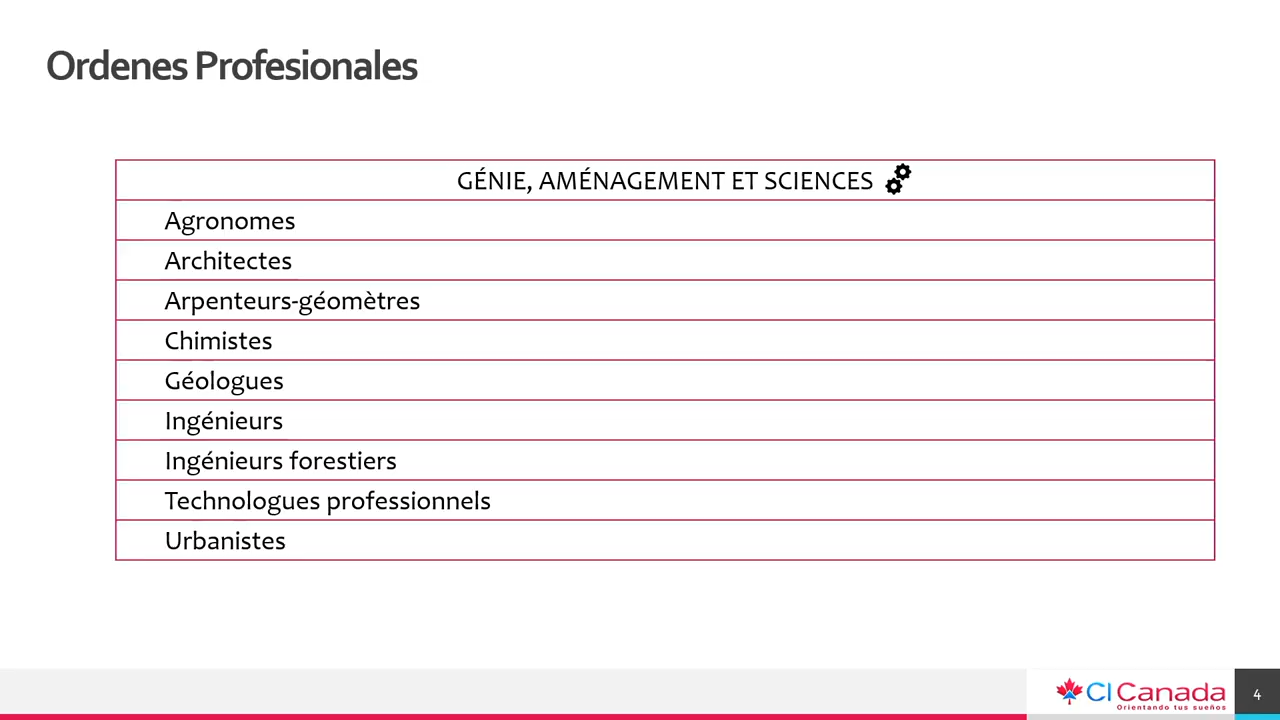 Ordenes Profesionales
GÉNIE, AMÉNAGEMENT ET SCIENCES
Agronomes
Architectes
Arpenteurs-géomètres
Chimistes
Géologues
Ingénieurs
Ingénieurs forestiers
Technologues professionnels
Urbanistes
CI Canada
Orientando tus sueños
4